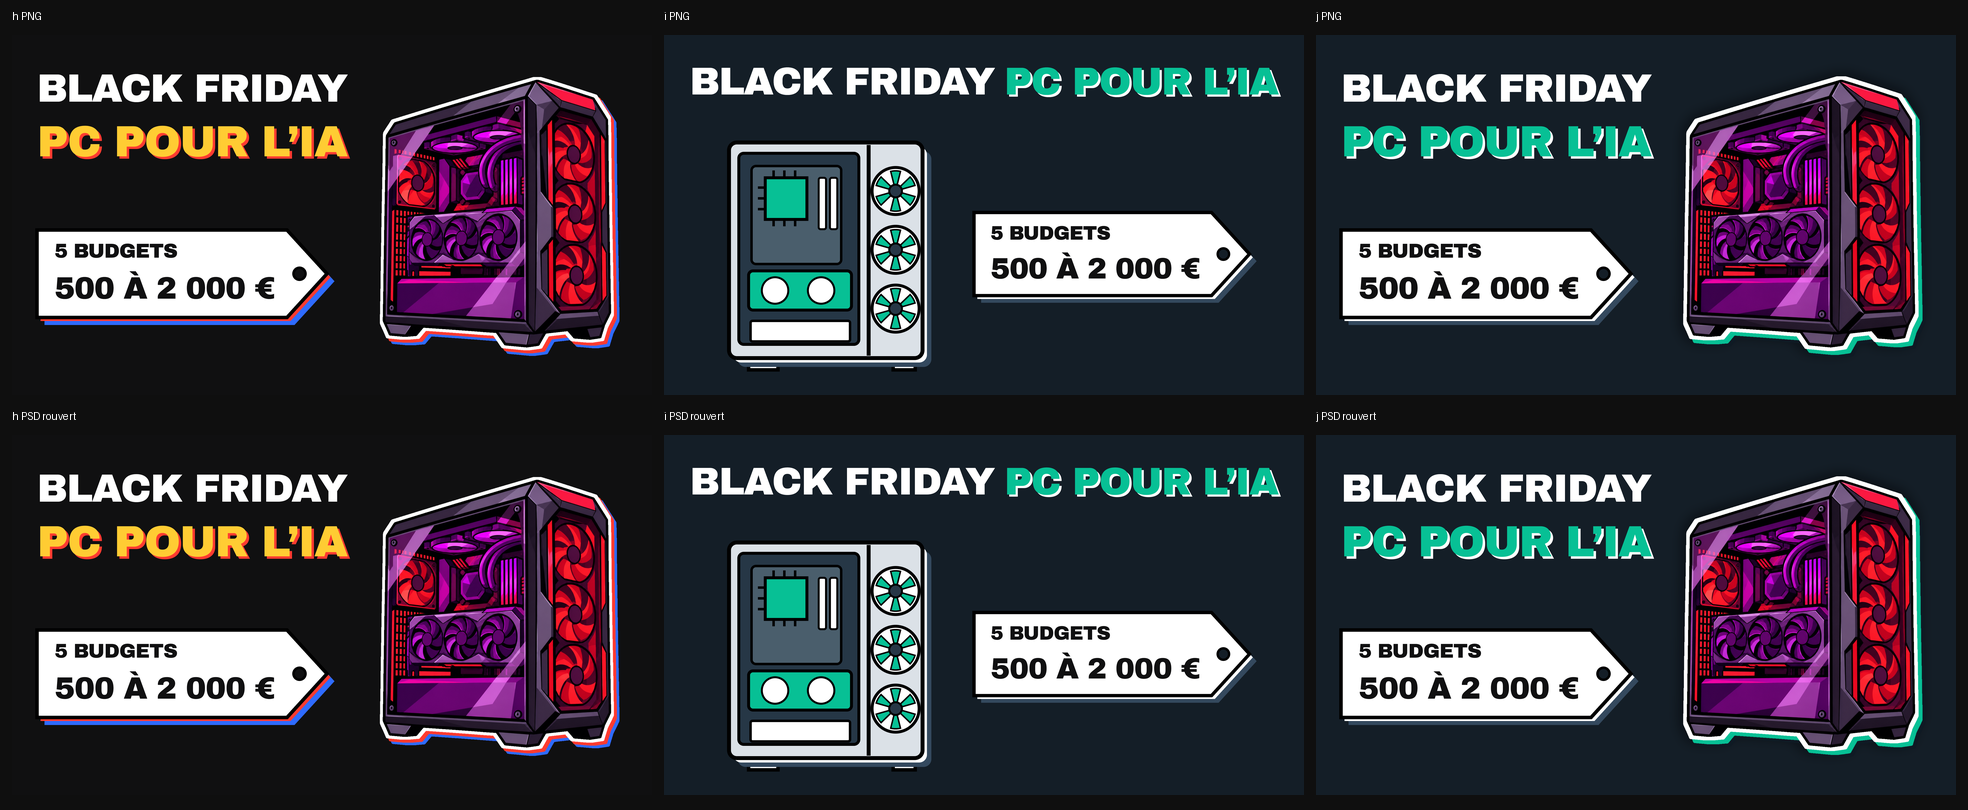 h PNG
BLACK FRIDAY
PC POUR L'IA
5 BUDGETS
500 À 2 000 €
i PNG
BLACK FRIDAY PC POUR L'IA
5 BUDGETS
500 À 2 000 €
j PNG
BLACK FRIDAY
PC POUR L'IA
5 BUDGETS
500 À 2 000 €
h PSD rouvert
BLACK FRIDAY
PC POUR L'IA
5 BUDGETS
500 À 2 000 €
i PSD rouvert
BLACK FRIDAY PC POUR L'IA
5 BUDGETS
500 À 2 000 €
j PSD rouvert
BLACK FRIDAY
PC POUR L'IA
5 BUDGETS
500 À 2 000 €